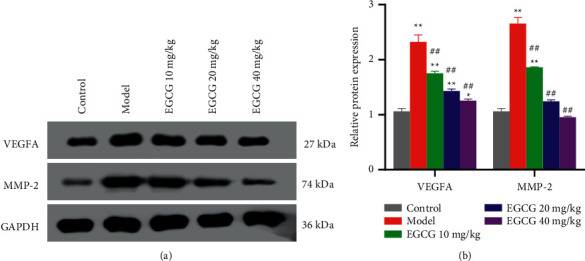 Control
Model
EGCG 10 mg/kg
EGCG 20 mg/kg
EGCG 40 mg/kg
VEGFA
27 kDa
MMP-2
74 kDa
GAPDH
36 kDa
(a)
Relative protein expression
3
2
1
0
**
##
**
##
**
##
*
**
##
**
##
##
VEGFA
MMP-2
Control
Model
EGCG 10 mg/kg
EGCG 20 mg/kg
EGCG 40 mg/kg
(b)